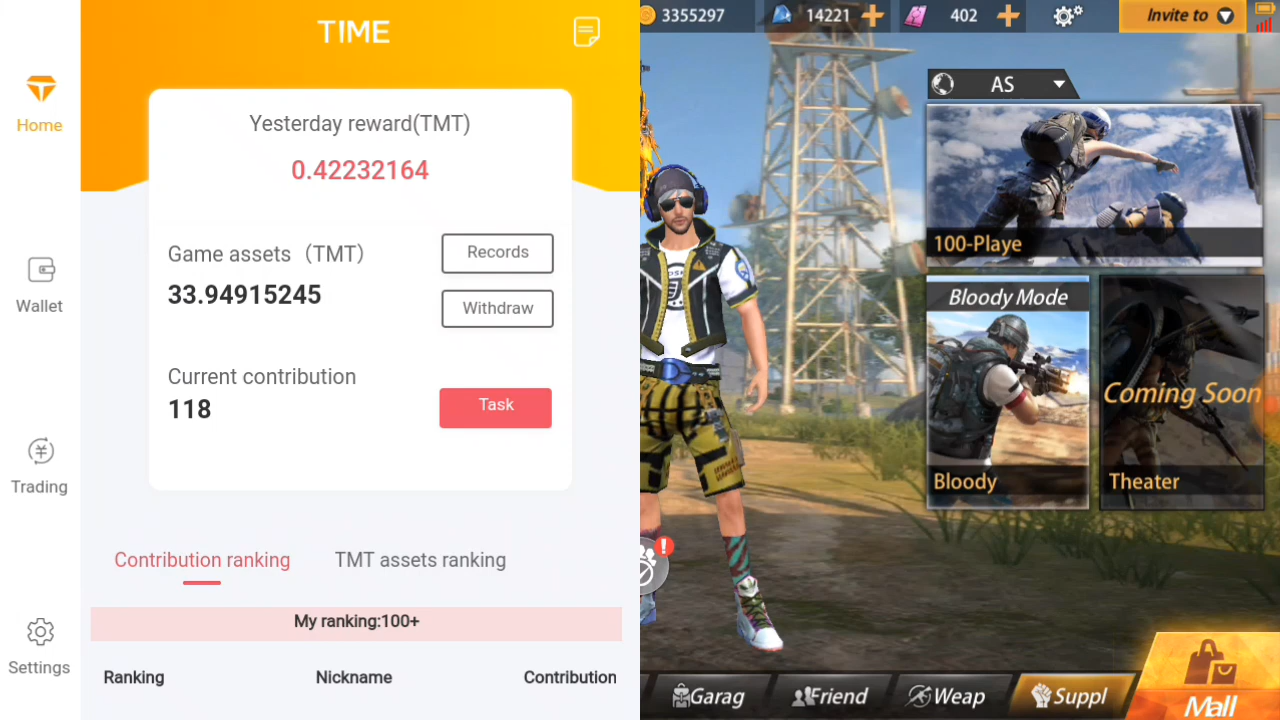 TIME
Yesterday reward(TMT)
0.42232164
Game assets（TMT）
33.94915245
Records
Withdraw
Current contribution
118
Task
Home
Wallet
Trading
Settings
Contribution ranking
TMT assets ranking
My ranking:100+
Ranking
Nickname
Contribution
3355297
14221
402
Invite to
AS
100-Playe
Bloody Mode
Bloody
Coming Soon
Theater
Garag
Friend
Weap
Suppl
Mall